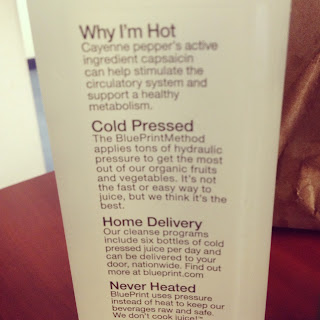 Why I'm Hot
Cayenne pepper's active
ingredient capsaicin
can help stimulate the
circulatory system and
support a healthy
metabolism.
Cold Pressed
The BluePrintMethod
applies tons of hydraulic
pressure to get the most
out of our organic fruits
and vegetables. It's not
the fast or easy way to
juice, but we think it's the
best.
Home Delivery
Our cleanse programs
include six bottles of cold
pressed juice per day and
can be delivered to your
door, nationwide. Find out
more at blueprint.com
Never Heated
BluePrint uses pressure
instead of heat to keep our
beverages raw and safe.
We don't cook juice!™